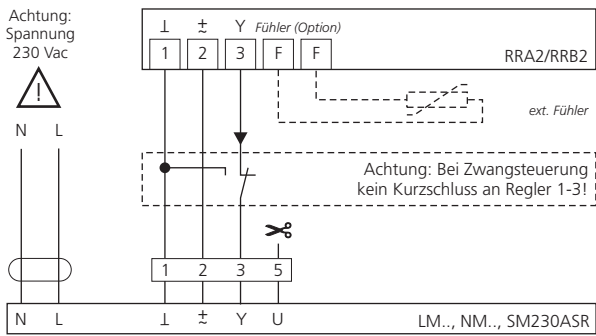 Achtung:
Spannung
230 Vac
⊥ ≂ Y Fühler (Option)
1 2 3 F F
RRA2/RRB2
ext. Fühler
N L
Achtung: Bei Zwangsteuerung
kein Kurzschluss an Regler 1-3!
1 2 3 5
N L ⊥ ≂ Y U
LM.., NM.., SM230ASR